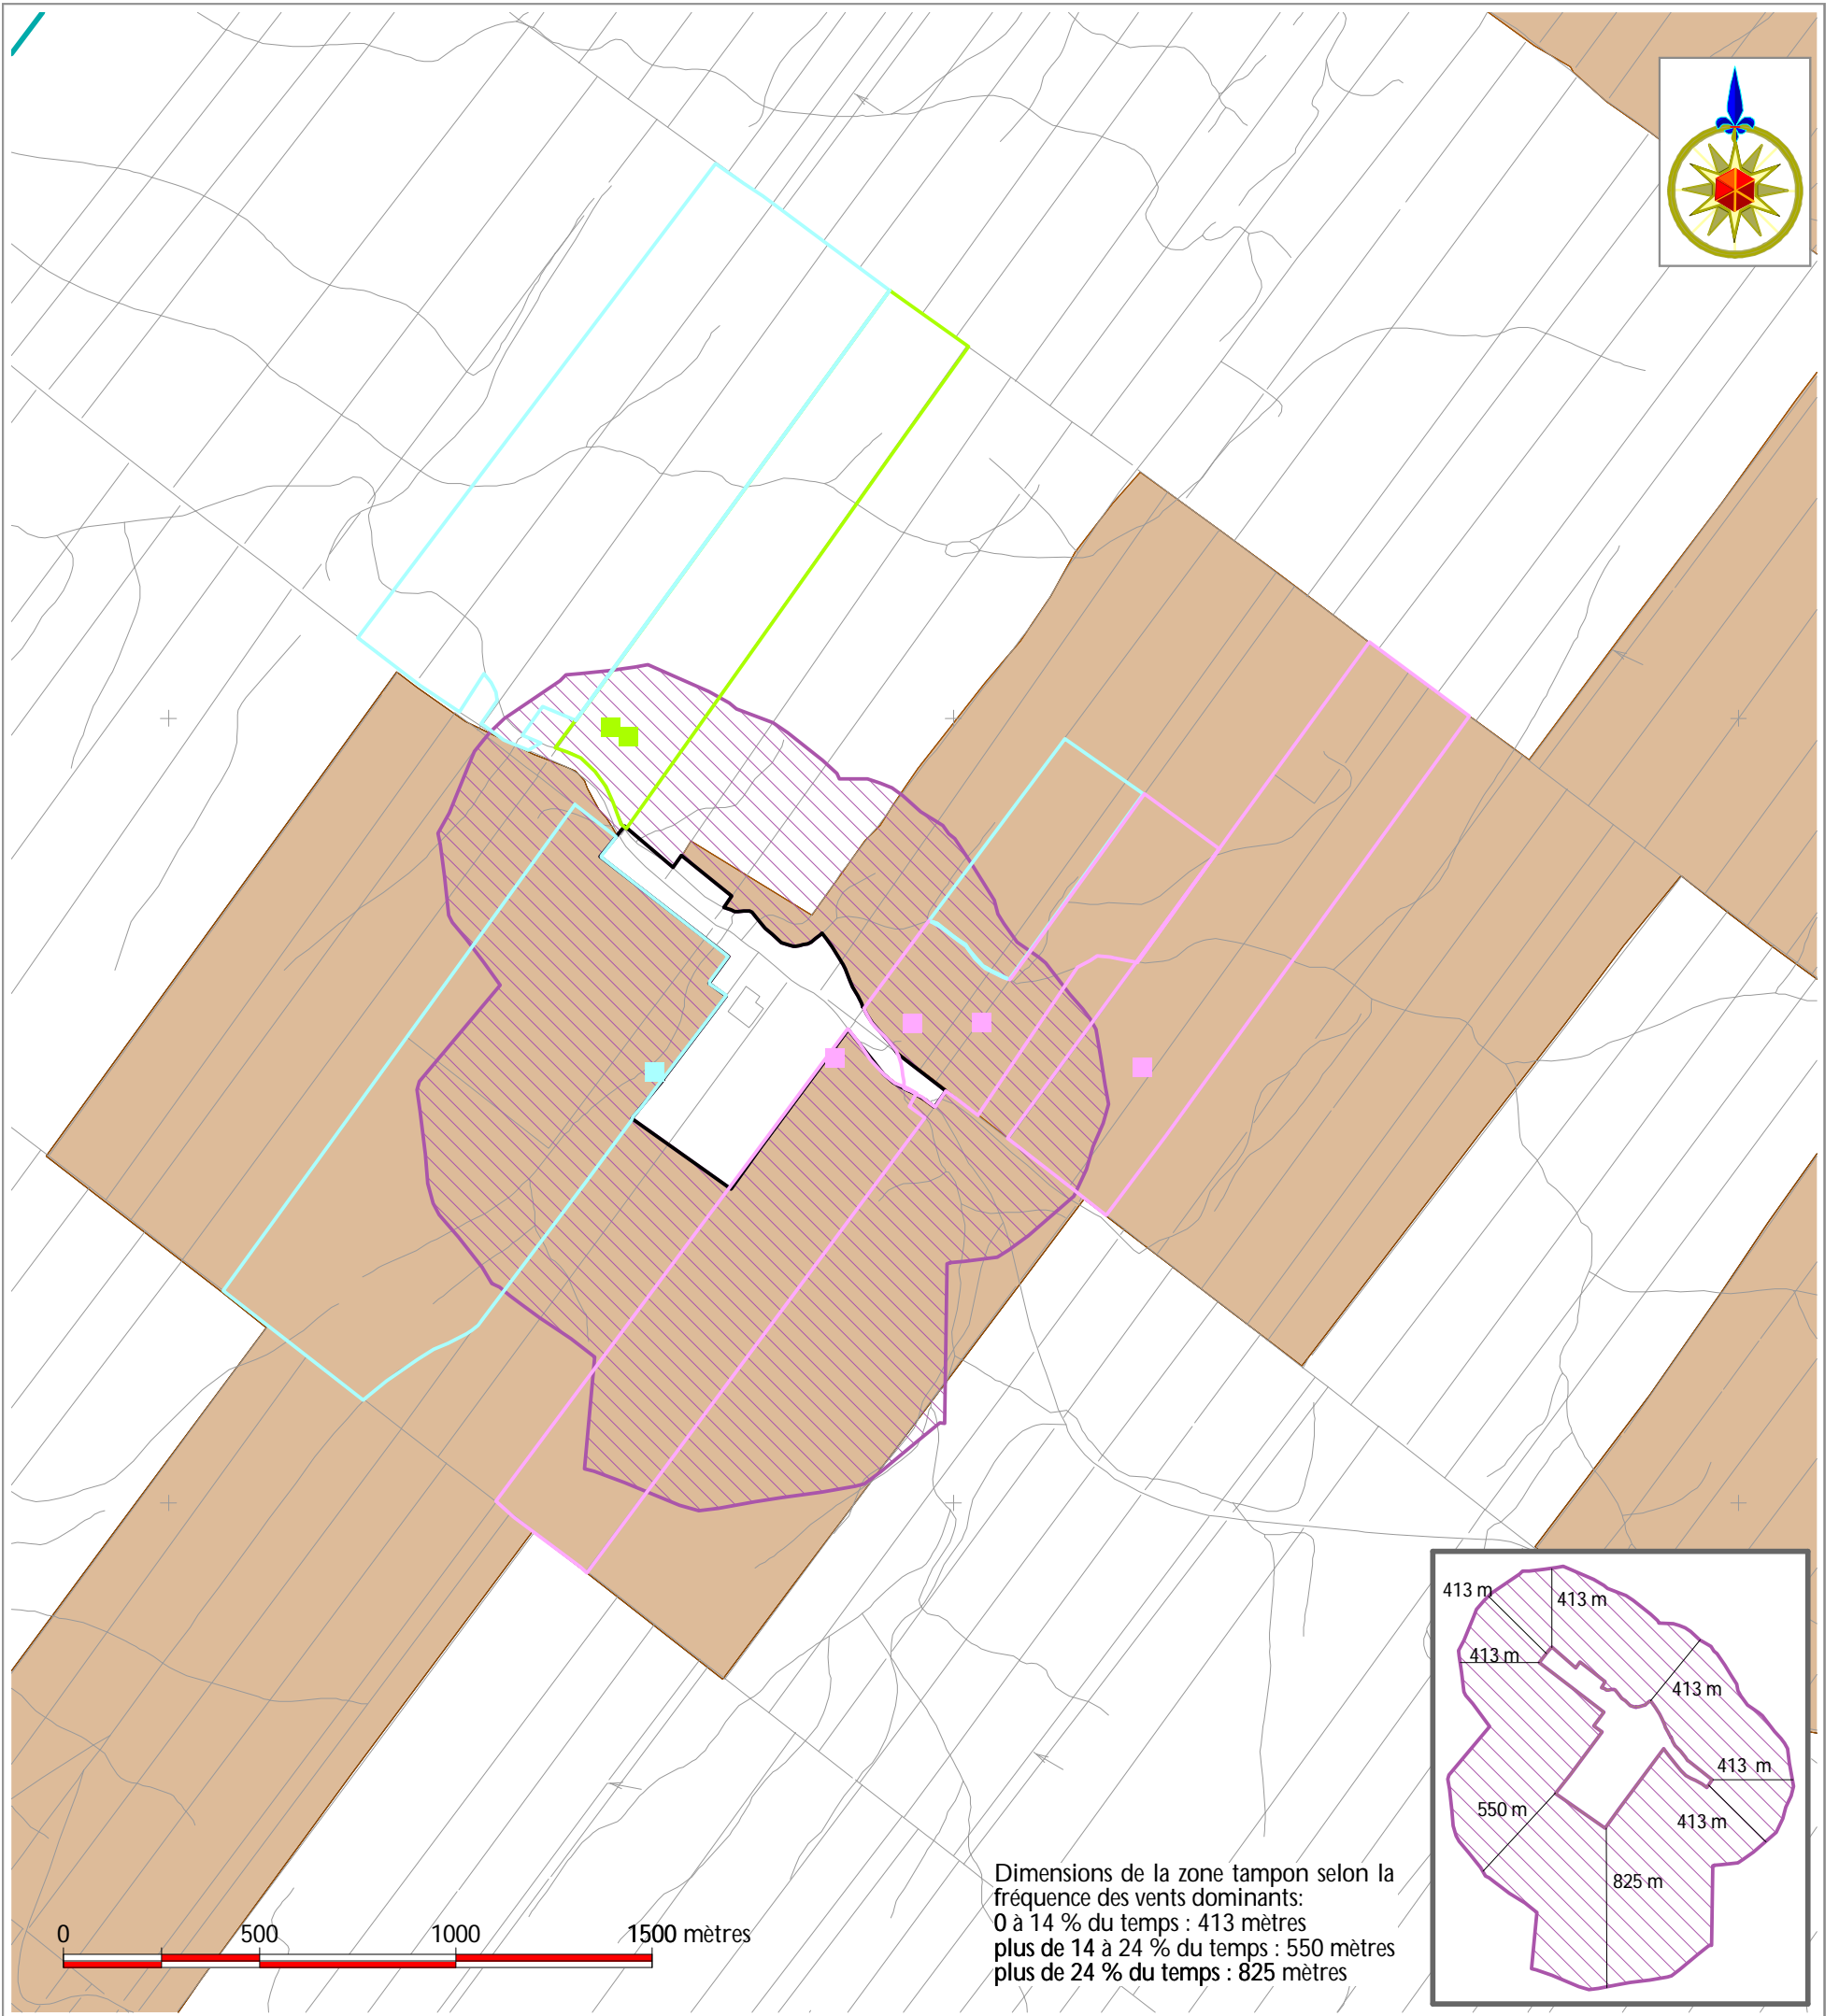 413 m
413 m
413 m
413 m
413 m
550 m
413 m
825 m
Dimensions de la zone tampon selon la
fréquence des vents dominants:
0 à 14 % du temps : 413 mètres
plus de 14 à 24 % du temps : 550 mètres
plus de 24 % du temps : 825 mètres
0 500 1000 1500 mètres